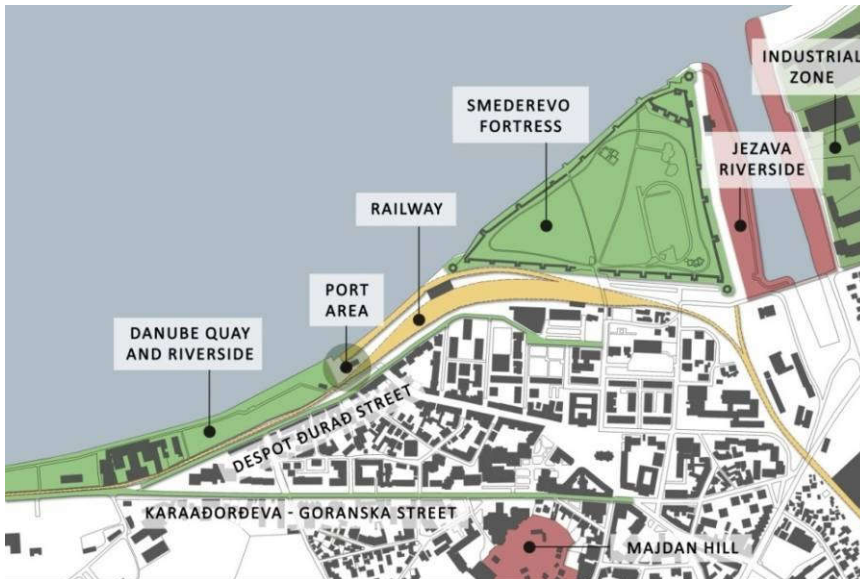 INDUSTRIAL
ZONE
SMEDEREVO
FORTRESS
JEZAVA
RIVERSIDE
RAILWAY
PORT
AREA
DANUBE QUAY
AND RIVERSIDE
DESPOT ĐURAĐ STREET
KARAAĐORĐEVA - GORANSKA STREET
MAJDAN HILL